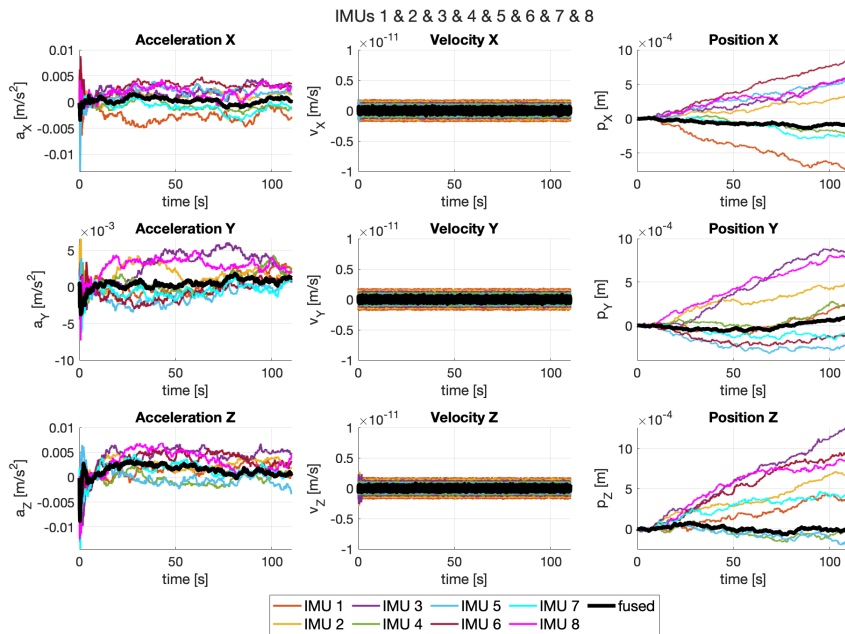 IMUs 1 & 2 & 3 & 4 & 5 & 6 & 7 & 8
Acceleration X
0.01
0.005
0
-0.005
-0.01
a_X [m/s²]
0 50 100
time [s]
Velocity X
×10⁻¹¹
1
0.5
0
-0.5
-1
v_X [m/s]
0 50 100
time [s]
Position X
×10⁻⁴
10
5
0
-5
p_X [m]
0 50 100
time [s]
Acceleration Y
×10⁻³
5
0
-5
-10
a_Y [m/s²]
0 50 100
time [s]
Velocity Y
×10⁻¹¹
1
0.5
0
-0.5
-1
v_Y [m/s]
0 50 100
time [s]
Position Y
×10⁻⁴
10
5
0
p_Y [m]
0 50 100
time [s]
Acceleration Z
0.01
0.005
0
-0.005
-0.01
a_Z [m/s²]
0 50 100
time [s]
Velocity Z
×10⁻¹¹
1
0.5
0
-0.5
-1
v_Z [m/s]
0 50 100
time [s]
Position Z
×10⁻⁴
10
5
0
p_Z [m]
0 50 100
time [s]
IMU 1 IMU 3 IMU 5 IMU 7 fused
IMU 2 IMU 4 IMU 6 IMU 8